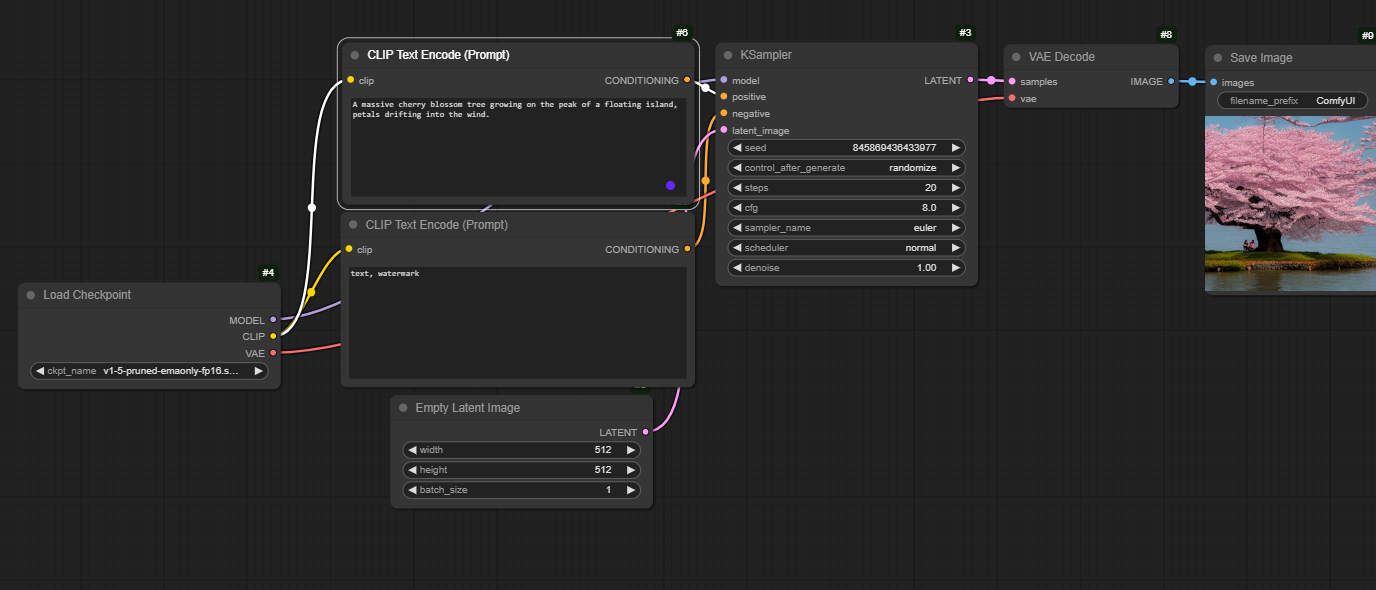 #6
CLIP Text Encode (Prompt)
clip
CONDITIONING
A massive cherry blossom tree growing on the peak of a floating island,
petals drifting into the wind.
CLIP Text Encode (Prompt)
clip
CONDITIONING
text, watermark
#4
Load Checkpoint
MODEL
CLIP
VAE
ckpt_name v1-5-pruned-emaonly-fp16.s...
Empty Latent Image
LATENT
width 512
height 512
batch_size 1
#3
KSampler
model
LATENT
positive
negative
latent_image
seed 845869436433977
control_after_generate randomize
steps 20
cfg 8.0
sampler_name euler
scheduler normal
denoise 1.00
#8
VAE Decode
samples
IMAGE
vae
#9
Save Image
images
filename_prefix ComfyUI